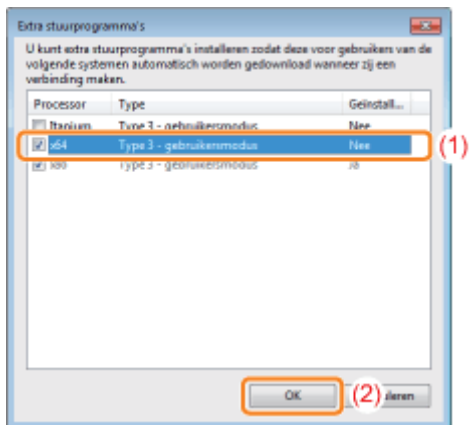 Extra stuurprogramma's
U kunt extra stuurprogramma's installeren zodat deze voor gebruikers van de
volgende systemen automatisch worden gedownload wanneer zij een
verbinding maken.
Processor Type Geïnstall...
Itanium Type 3 - gebruikersmodus Nee
x64 Type 3 - gebruikersmodus Nee
(1)
x86 Type 3 - gebruikersmodus Ja
OK (2)